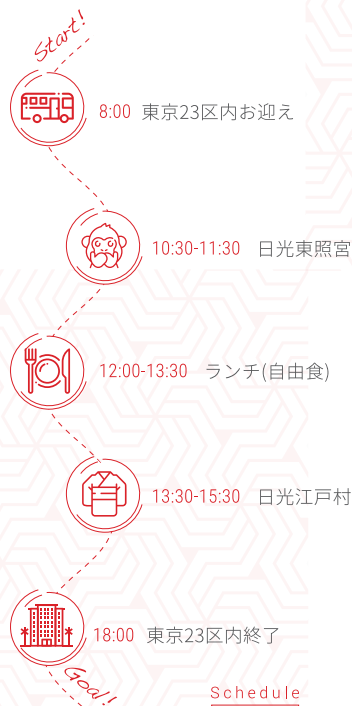 Start!
8:00 東京23区内お迎え
10:30-11:30 日光東照宮
12:00-13:30 ランチ(自由食)
13:30-15:30 日光江戸村
18:00 東京23区内終了
Goal!
Schedule